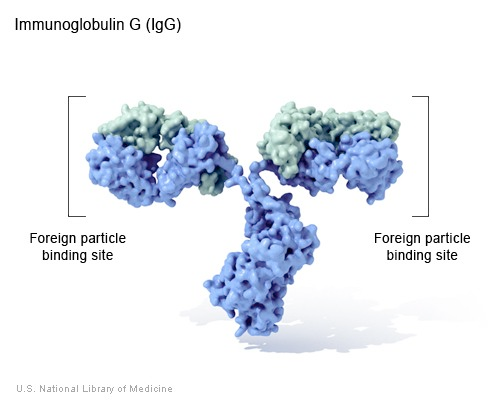 Immunoglobulin G (IgG)
Foreign particle
binding site
Foreign particle
binding site
U.S. National Library of Medicine